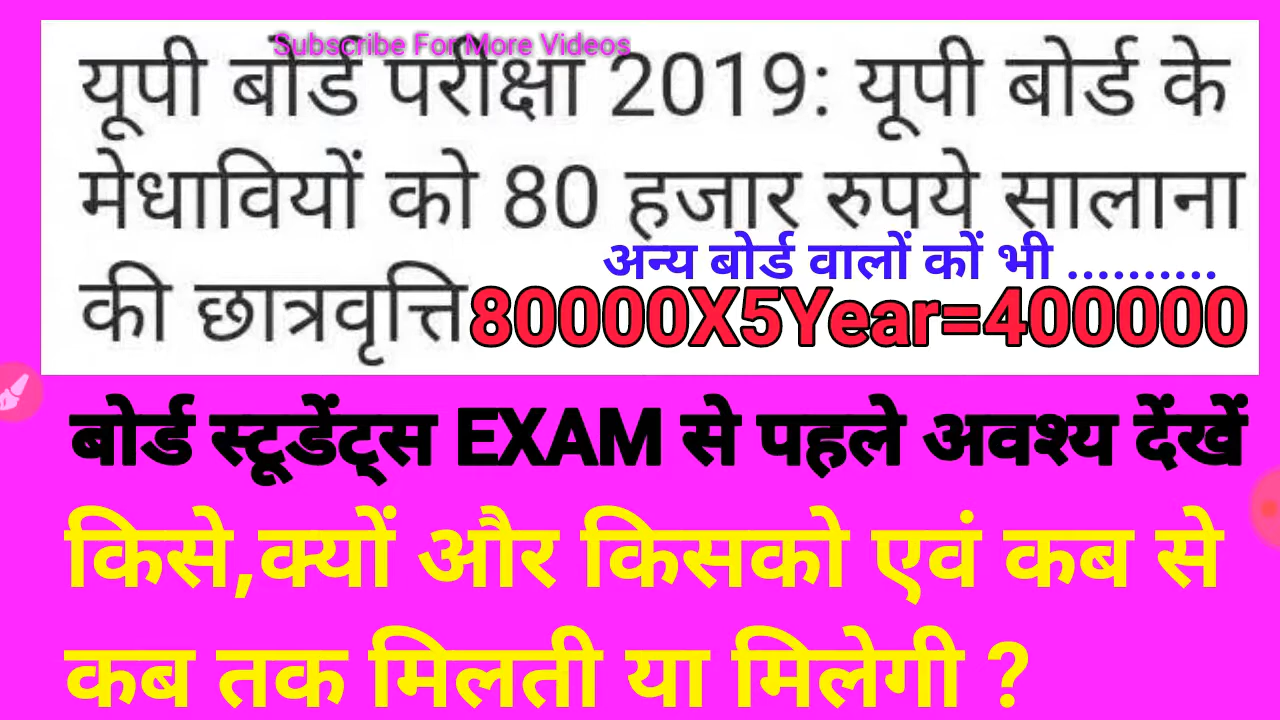 Subscribe For More Videos
यूपी बोर्ड परीक्षा 2019: यूपी बोर्ड के
मेधावियों को 80 हजार रुपये सालाना
अन्य बोर्ड वालों कों भी ..........
की छात्रवृत्ति 80000X5Year=400000
बोर्ड स्टूडेंट्स EXAM से पहले अवश्य देंखें
किसे,क्यों और किसको एवं कब से
कब तक मिलती या मिलेगी ?